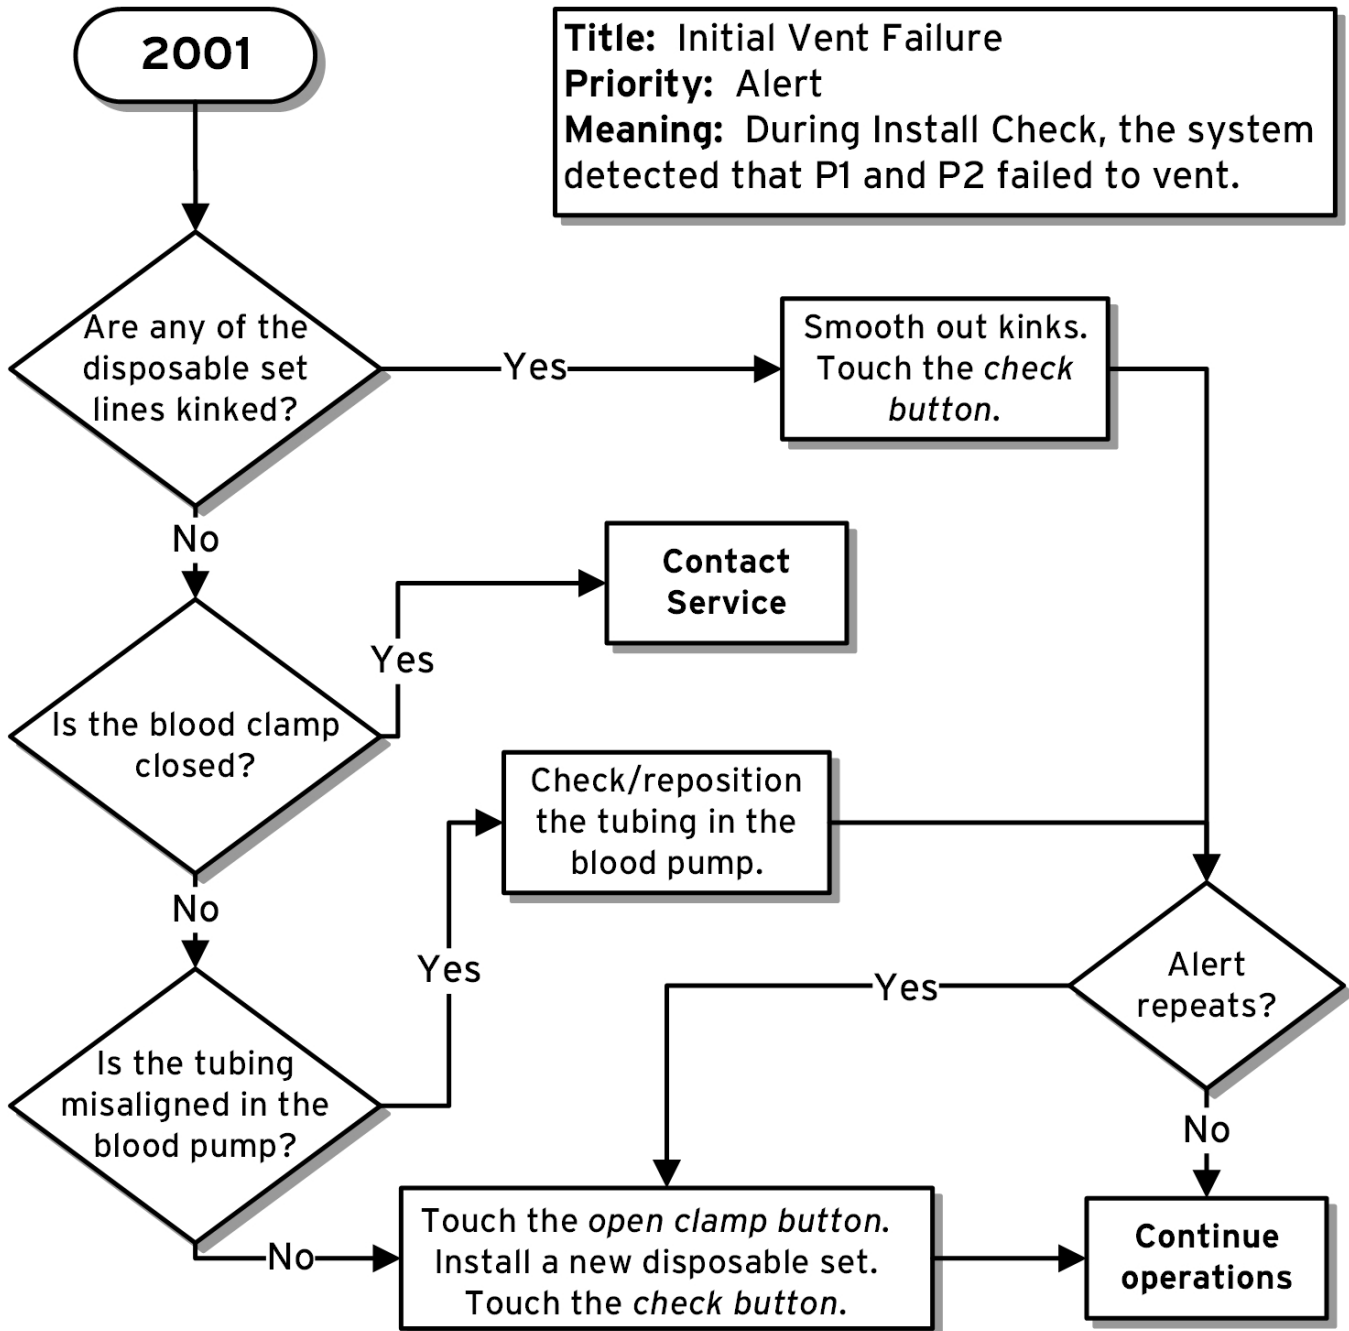 2001
Title: Initial Vent Failure
Priority: Alert
Meaning: During Install Check, the system
detected that P1 and P2 failed to vent.
Are any of the
disposable set
lines kinked?
Yes
Smooth out kinks.
Touch the check
button.
No
Contact
Service
Yes
Is the blood clamp
closed?
Check/reposition
the tubing in the
blood pump.
No
Yes
Alert
repeats?
Yes
Is the tubing
misaligned in the
blood pump?
No
No
Touch the open clamp button.
Install a new disposable set.
Touch the check button.
Continue
operations